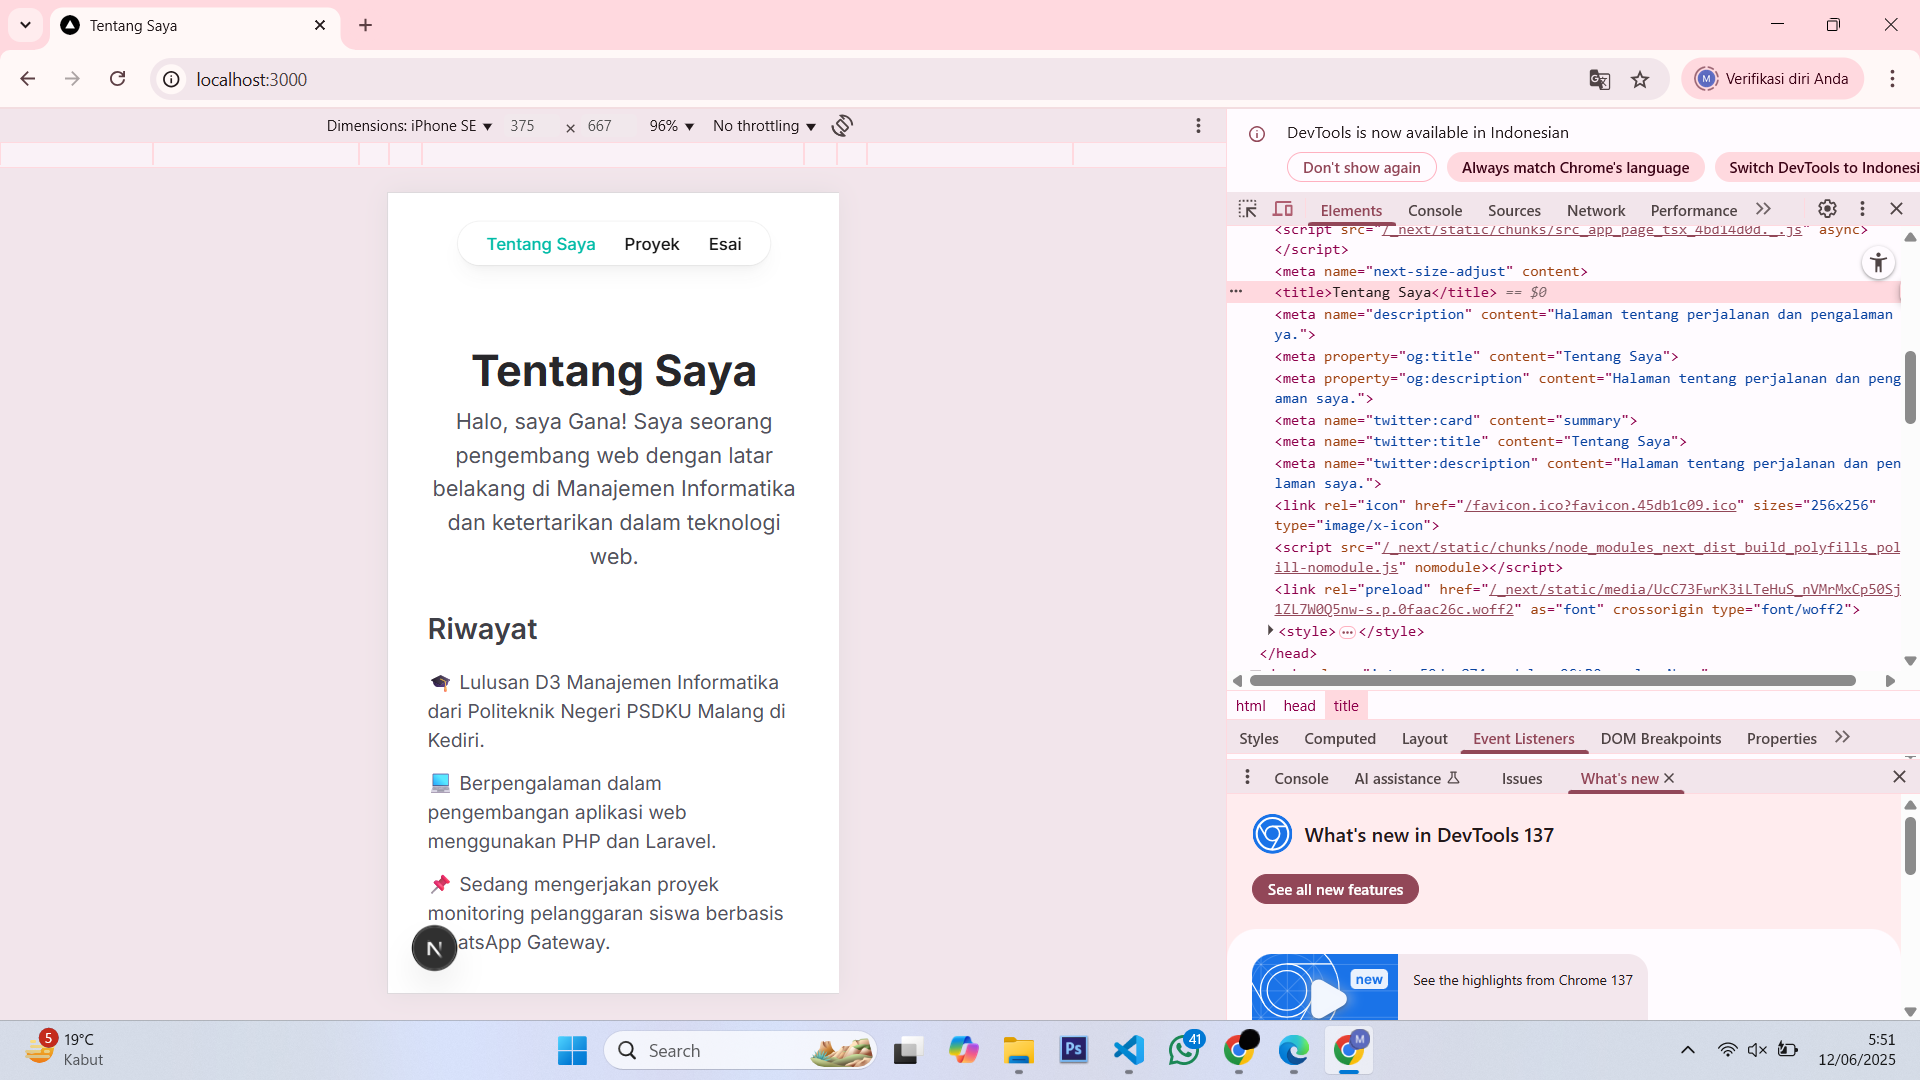 Tentang Saya
localhost:3000
Verifikasi diri Anda
Dimensions: iPhone SE 375 × 667 96% No throttling
Tentang Saya Proyek Esai
Tentang Saya
Halo, saya Gana! Saya seorang
pengembang web dengan latar
belakang di Manajemen Informatika
dan ketertarikan dalam teknologi
web.
Riwayat
🎓 Lulusan D3 Manajemen Informatika
dari Politeknik Negeri PSDKU Malang di
Kediri.
💻 Berpengalaman dalam
pengembangan aplikasi web
menggunakan PHP dan Laravel.
📌 Sedang mengerjakan proyek
monitoring pelanggaran siswa berbasis
atsApp Gateway.
N
DevTools is now available in Indonesian
Don't show again Always match Chrome's language Switch DevTools to Indonesi
Elements Console Sources Network Performance
<script src="/_next/static/chunks/src_app_page_tsx_4bd14d0d._.js" async>
</script>
<meta name="next-size-adjust" content>
<title>Tentang Saya</title> == $0
<meta name="description" content="Halaman tentang perjalanan dan pengalaman
ya.">
<meta property="og:title" content="Tentang Saya">
<meta property="og:description" content="Halaman tentang perjalanan dan peng
aman saya.">
<meta name="twitter:card" content="summary">
<meta name="twitter:title" content="Tentang Saya">
<meta name="twitter:description" content="Halaman tentang perjalanan dan pen
laman saya.">
<link rel="icon" href="/favicon.ico?favicon.45db1c09.ico" sizes="256x256"
type="image/x-icon">
<script src="/_next/static/chunks/node_modules_next_dist_build_polyfills_pol
ill-nomodule.js" nomodule></script>
<link rel="preload" href="/_next/static/media/UcC73FwrK3iLTeHuS_nVMrMxCp50Sj
1ZL7W0Q5nw-s.p.0faac26c.woff2" as="font" crossorigin type="font/woff2">
<style>…</style>
</head>
html head title
Styles Computed Layout Event Listeners DOM Breakpoints Properties
Console AI assistance Issues What's new
What's new in DevTools 137
See all new features
new
See the highlights from Chrome 137
5
19°C
Kabut
Search
Ps
41
M
5:51
12/06/2025